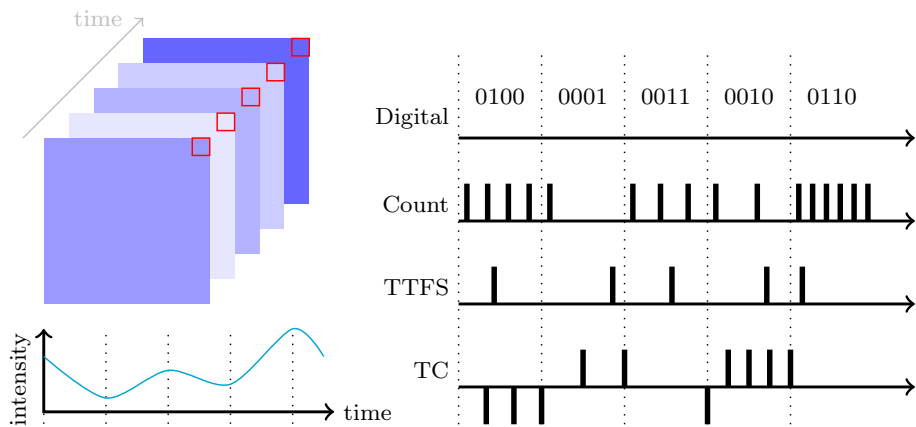 time
intensity
time
0100 0001 0011 0010 0110
Digital
Count
TTFS
TC